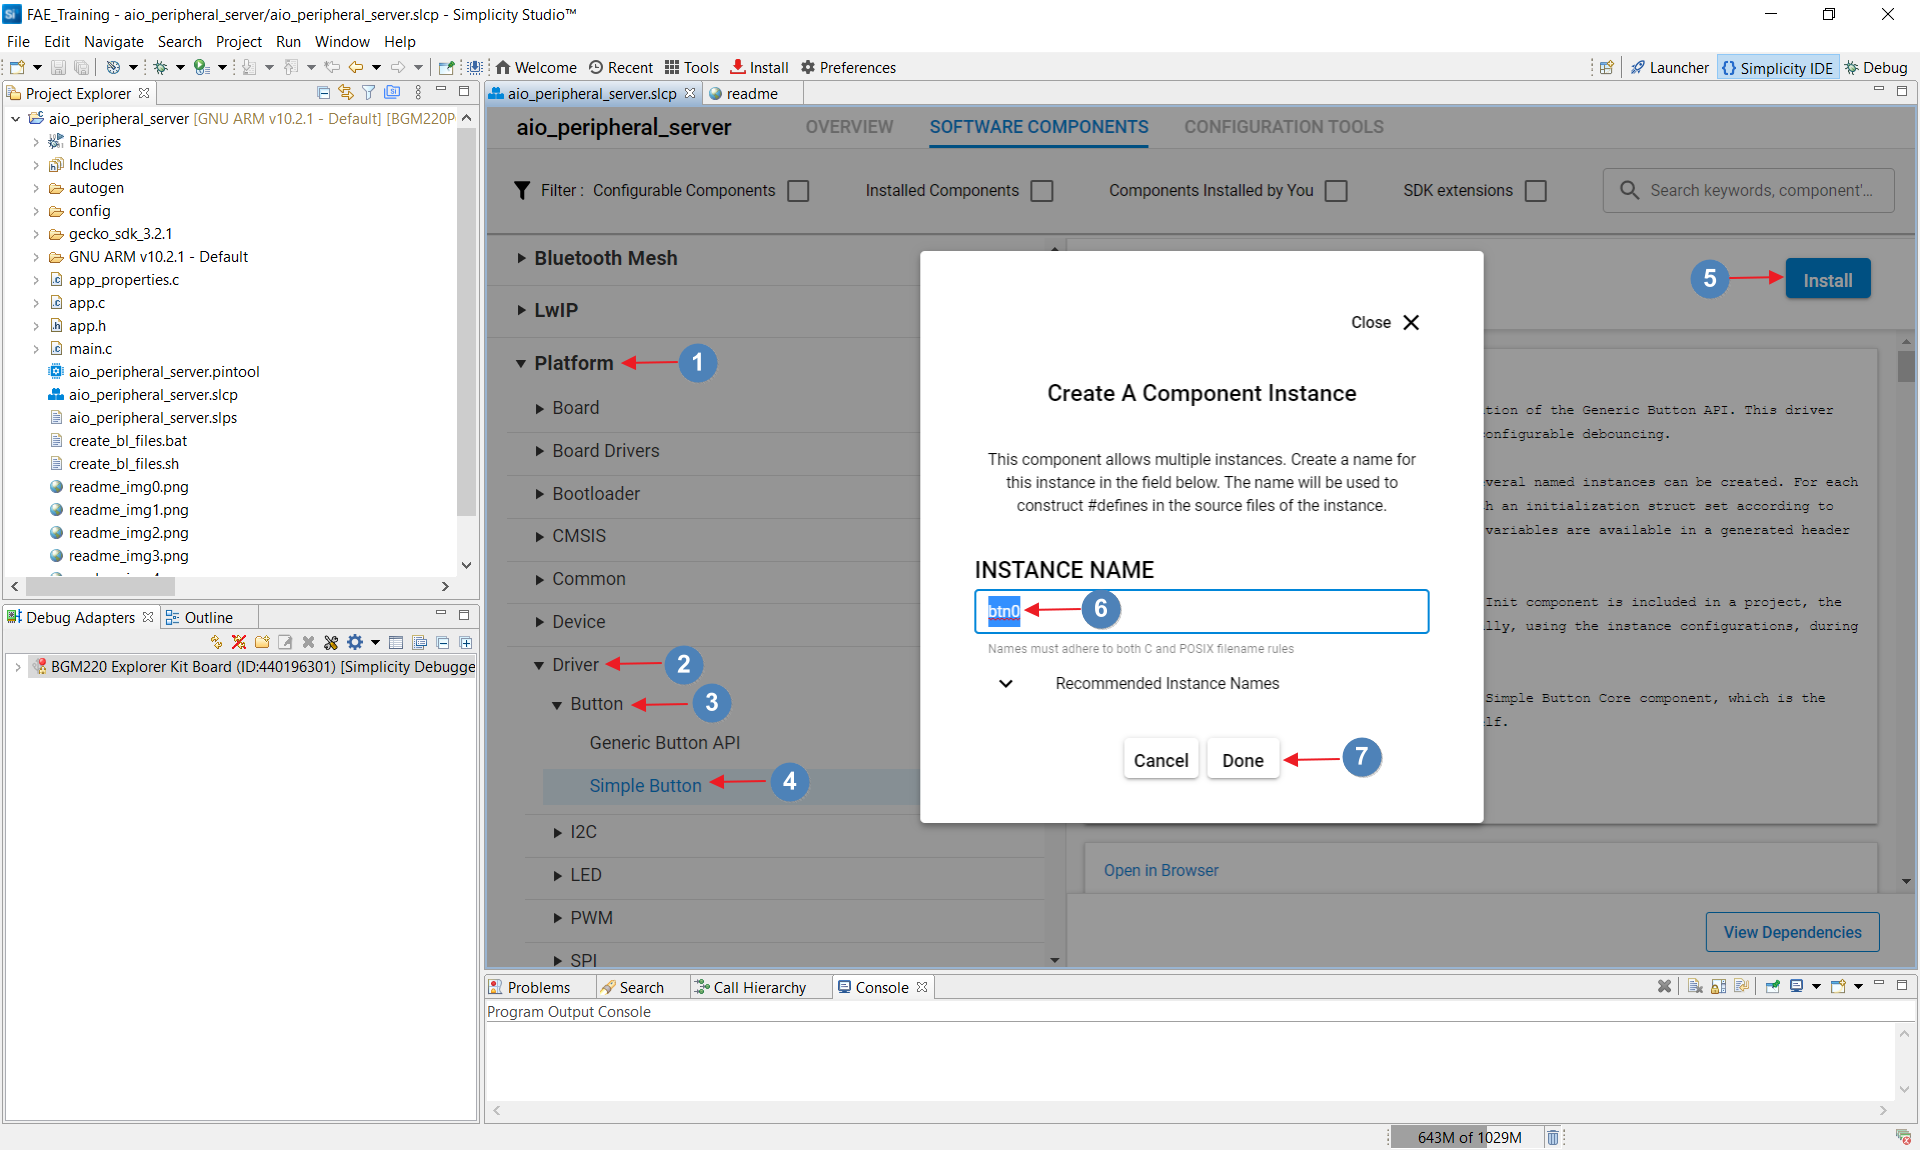 FAE_Training - aio_peripheral_server/aio_peripheral_server.slcp - Simplicity Studio™
File Edit Navigate Search Project Run Window Help
Welcome Recent Tools Install Preferences Launcher Simplicity IDE Debug
Project Explorer
aio_peripheral_server [GNU ARM v10.2.1 - Default] [BGM220P
Binaries
Includes
autogen
config
gecko_sdk_3.2.1
GNU ARM v10.2.1 - Default
app_properties.c
app.c
app.h
main.c
aio_peripheral_server.pintool
aio_peripheral_server.slcp
aio_peripheral_server.slps
create_bl_files.bat
create_bl_files.sh
readme_img0.png
readme_img1.png
readme_img2.png
readme_img3.png
Debug Adapters Outline
BGM220 Explorer Kit Board (ID:440196301) [Simplicity Debugge
aio_peripheral_server.slcp readme
aio_peripheral_server OVERVIEW SOFTWARE COMPONENTS CONFIGURATION TOOLS
Filter : Configurable Components Installed Components Components Installed by You SDK extensions Search keywords, component'...
Bluetooth Mesh
LwIP
Platform 1
Board
Board Drivers
Bootloader
CMSIS
Common
Device
Driver 2
Button 3
Generic Button API
Simple Button 4
I2C
LED
PWM
SPI
5 Install
Close
Create A Component Instance
This component allows multiple instances. Create a name for
this instance in the field below. The name will be used to
construct #defines in the source files of the instance.
INSTANCE NAME
btn0 6
Names must adhere to both C and POSIX filename rules
Recommended Instance Names
Cancel Done 7
tion of the Generic Button API. This driver
onfigurable debouncing.
veral named instances can be created. For each
h an initialization struct set according to
variables are available in a generated header
Init component is included in a project, the
lly, using the instance configurations, during
Simple Button Core component, which is the
lf.
Open in Browser
View Dependencies
Problems Search Call Hierarchy Console
Program Output Console
643M of 1029M